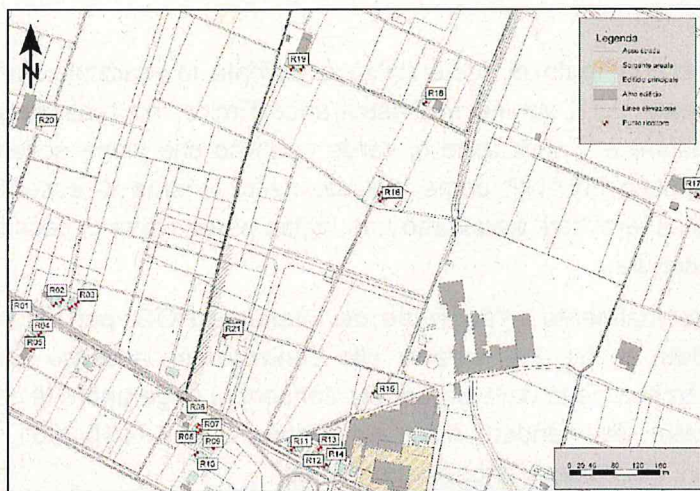 N
Legenda
Asse strada
Sorgente areale
Edificio principale
Altro edificio
Linee elevazione
Punto ricettore
R19
R18
R20
R16
R17
R02
R03
R01
R04
R05
R21
R15
R06
R07
R09
R10
R11
R13
R12
R14
0 20 40 80 120 160
m